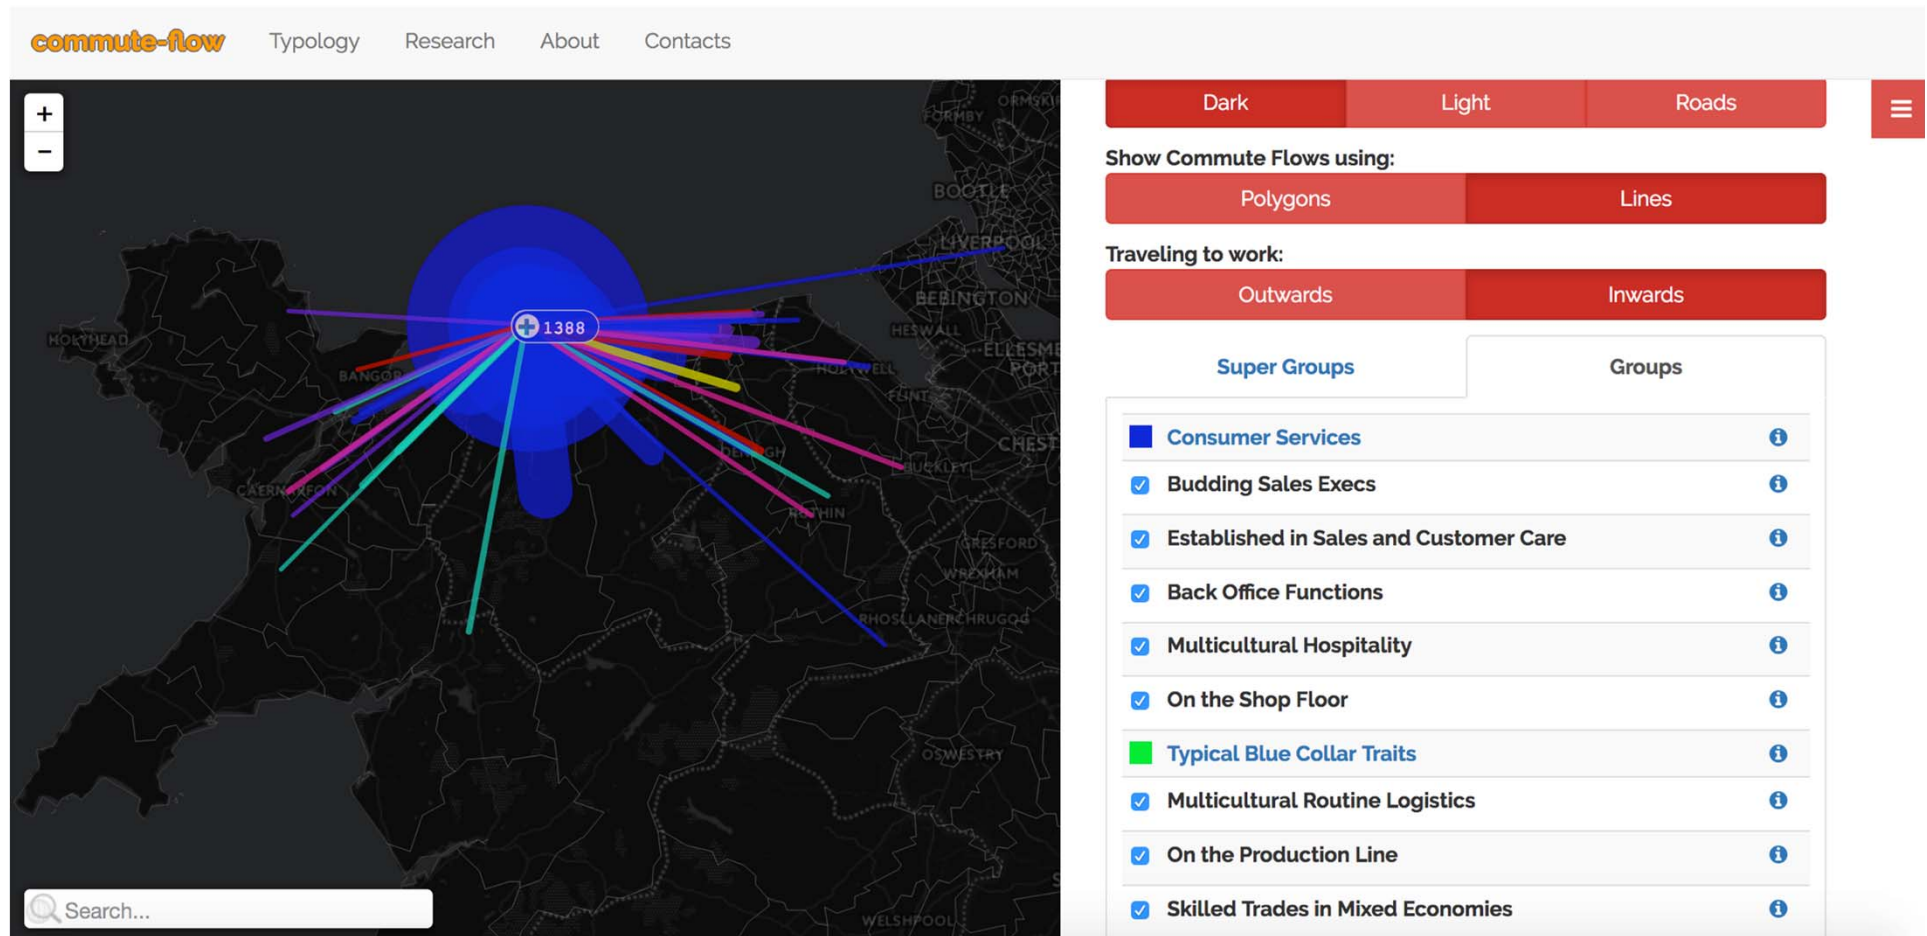 commute-flow Typology Research About Contacts
+
−
Dark Light Roads
Show Commute Flows using:
Polygons Lines
Traveling to work:
Outwards Inwards
Super Groups Groups
Consumer Services
Budding Sales Execs
Established in Sales and Customer Care
Back Office Functions
Multicultural Hospitality
On the Shop Floor
Typical Blue Collar Traits
Multicultural Routine Logistics
On the Production Line
Skilled Trades in Mixed Economies
FORMBY
BOOTLE
LIVERPOOL
BEBINGTON
HESWALL
1388
HOLYHEAD
BANGOR
HOLYWELL
FLINT
BUCKLEY
DENBIGH
CAERNARFON
RUTHIN
GRESFORD
WREXHAM
RHOSLLANERCHRUGOG
OSWESTRY
WELSHPOOL
Search...